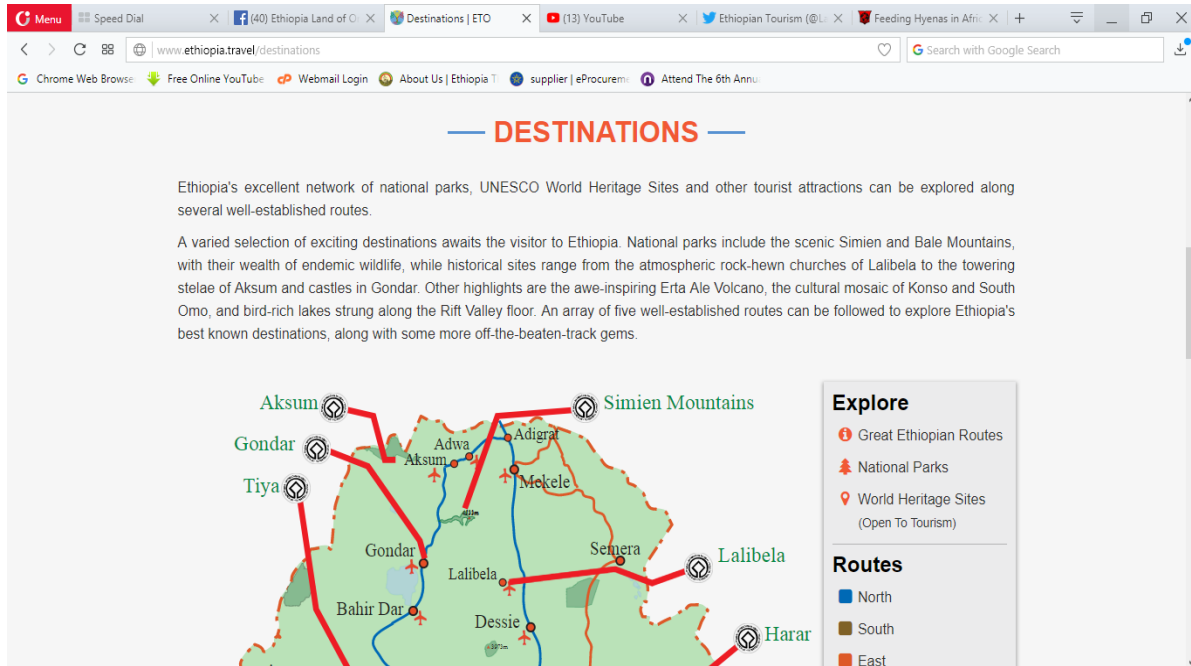 Menu
Speed Dial
(40) Ethiopia Land of O
Destinations | ETO
(13) YouTube
Ethiopian Tourism (@L
Feeding Hyenas in Afric
www.ethiopia.travel/destinations
Search with Google Search
Chrome Web Browse
Free Online YouTube
Webmail Login
About Us | Ethiopia T
supplier | eProcurem
Attend The 6th Annu
DESTINATIONS
Ethiopia's excellent network of national parks, UNESCO World Heritage Sites and other tourist attractions can be explored along
several well-established routes.
A varied selection of exciting destinations awaits the visitor to Ethiopia. National parks include the scenic Simien and Bale Mountains,
with their wealth of endemic wildlife, while historical sites range from the atmospheric rock-hewn churches of Lalibela to the towering
stelae of Aksum and castles in Gondar. Other highlights are the awe-inspiring Erta Ale Volcano, the cultural mosaic of Konso and South
Omo, and bird-rich lakes strung along the Rift Valley floor. An array of five well-established routes can be followed to explore Ethiopia's
best known destinations, along with some more off-the-beaten-track gems.
Aksum
Simien Mountains
Gondar
Adwa
Adigrat
Aksum
Tiya
Mekele
Gondar
Semera
Lalibela
Lalibela
Bahir Dar
Dessie
Harar
Explore
Great Ethiopian Routes
National Parks
World Heritage Sites
(Open To Tourism)
Routes
North
South
East